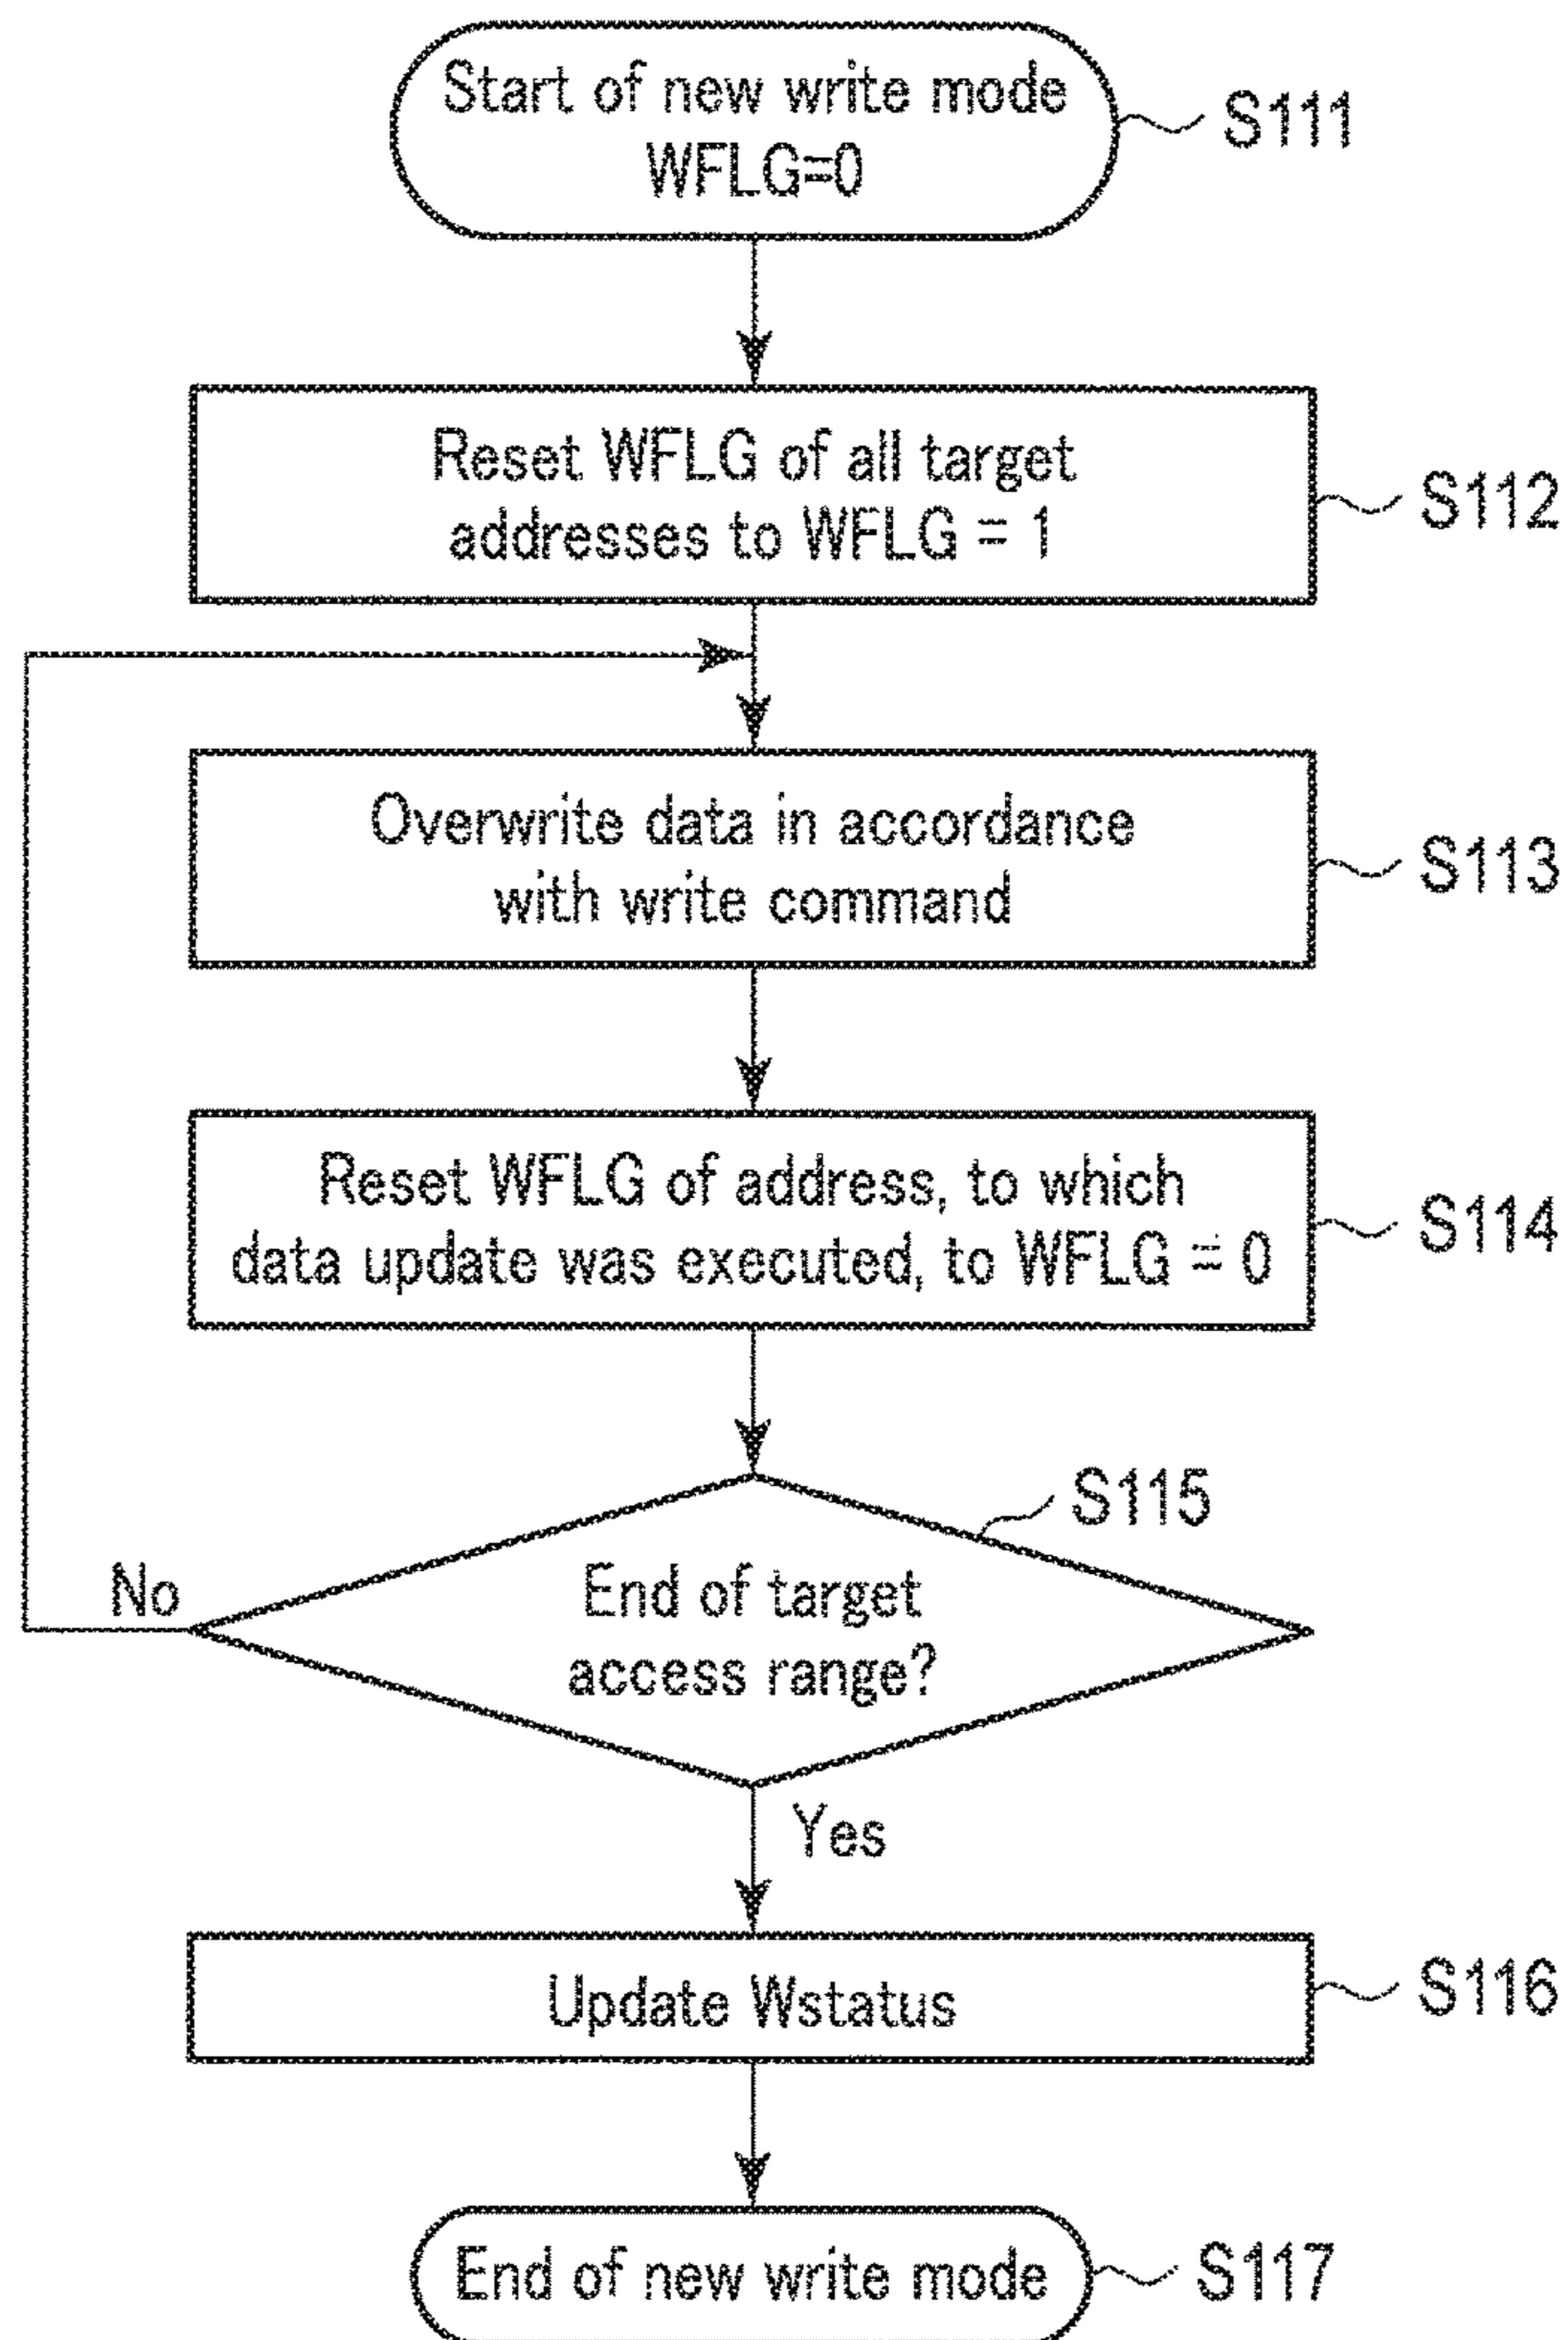 Start of new write mode
WFLG=0
S111
Reset WFLG of all target
addresses to WFLG = 1
S112
Overwrite data in accordance
with write command
S113
Reset WFLG of address, to which
data update was executed, to WFLG = 0
S114
S115
End of target
access range?
No
Yes
Update Wstatus
S116
End of new write mode
S117